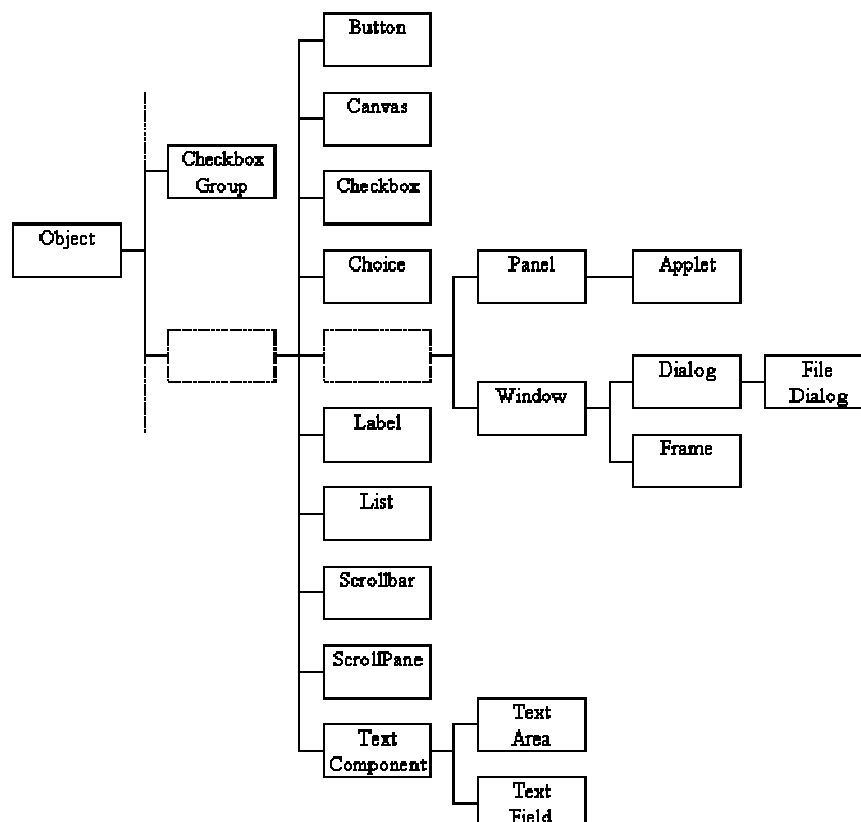 Button
Canvas
Checkbox
Group
Checkbox
Object
Choice
Panel
Applet
Dialog
File
Dialog
Window
Label
Frame
List
Scrollbar
ScrollPane
Text
Area
Text
Component
Text
Field